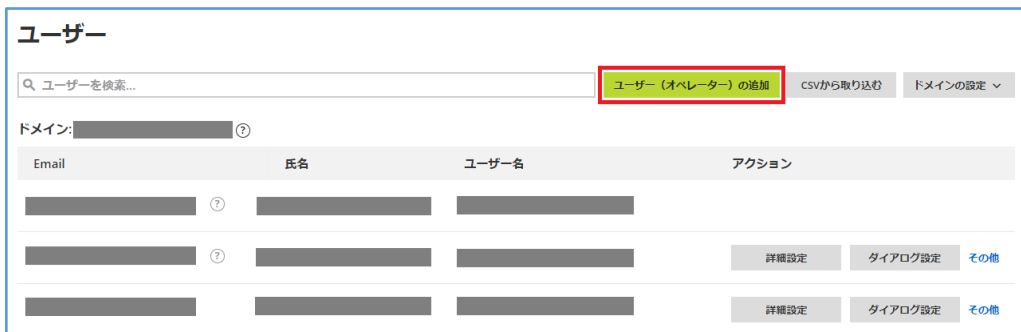 ユーザー
ユーザーを検索... ユーザー（オペレーター）の追加 CSVから取り込む ドメインの設定
ドメイン: ?
Email 氏名 ユーザー名 アクション
?
? 詳細設定 ダイアログ設定 その他
詳細設定 ダイアログ設定 その他